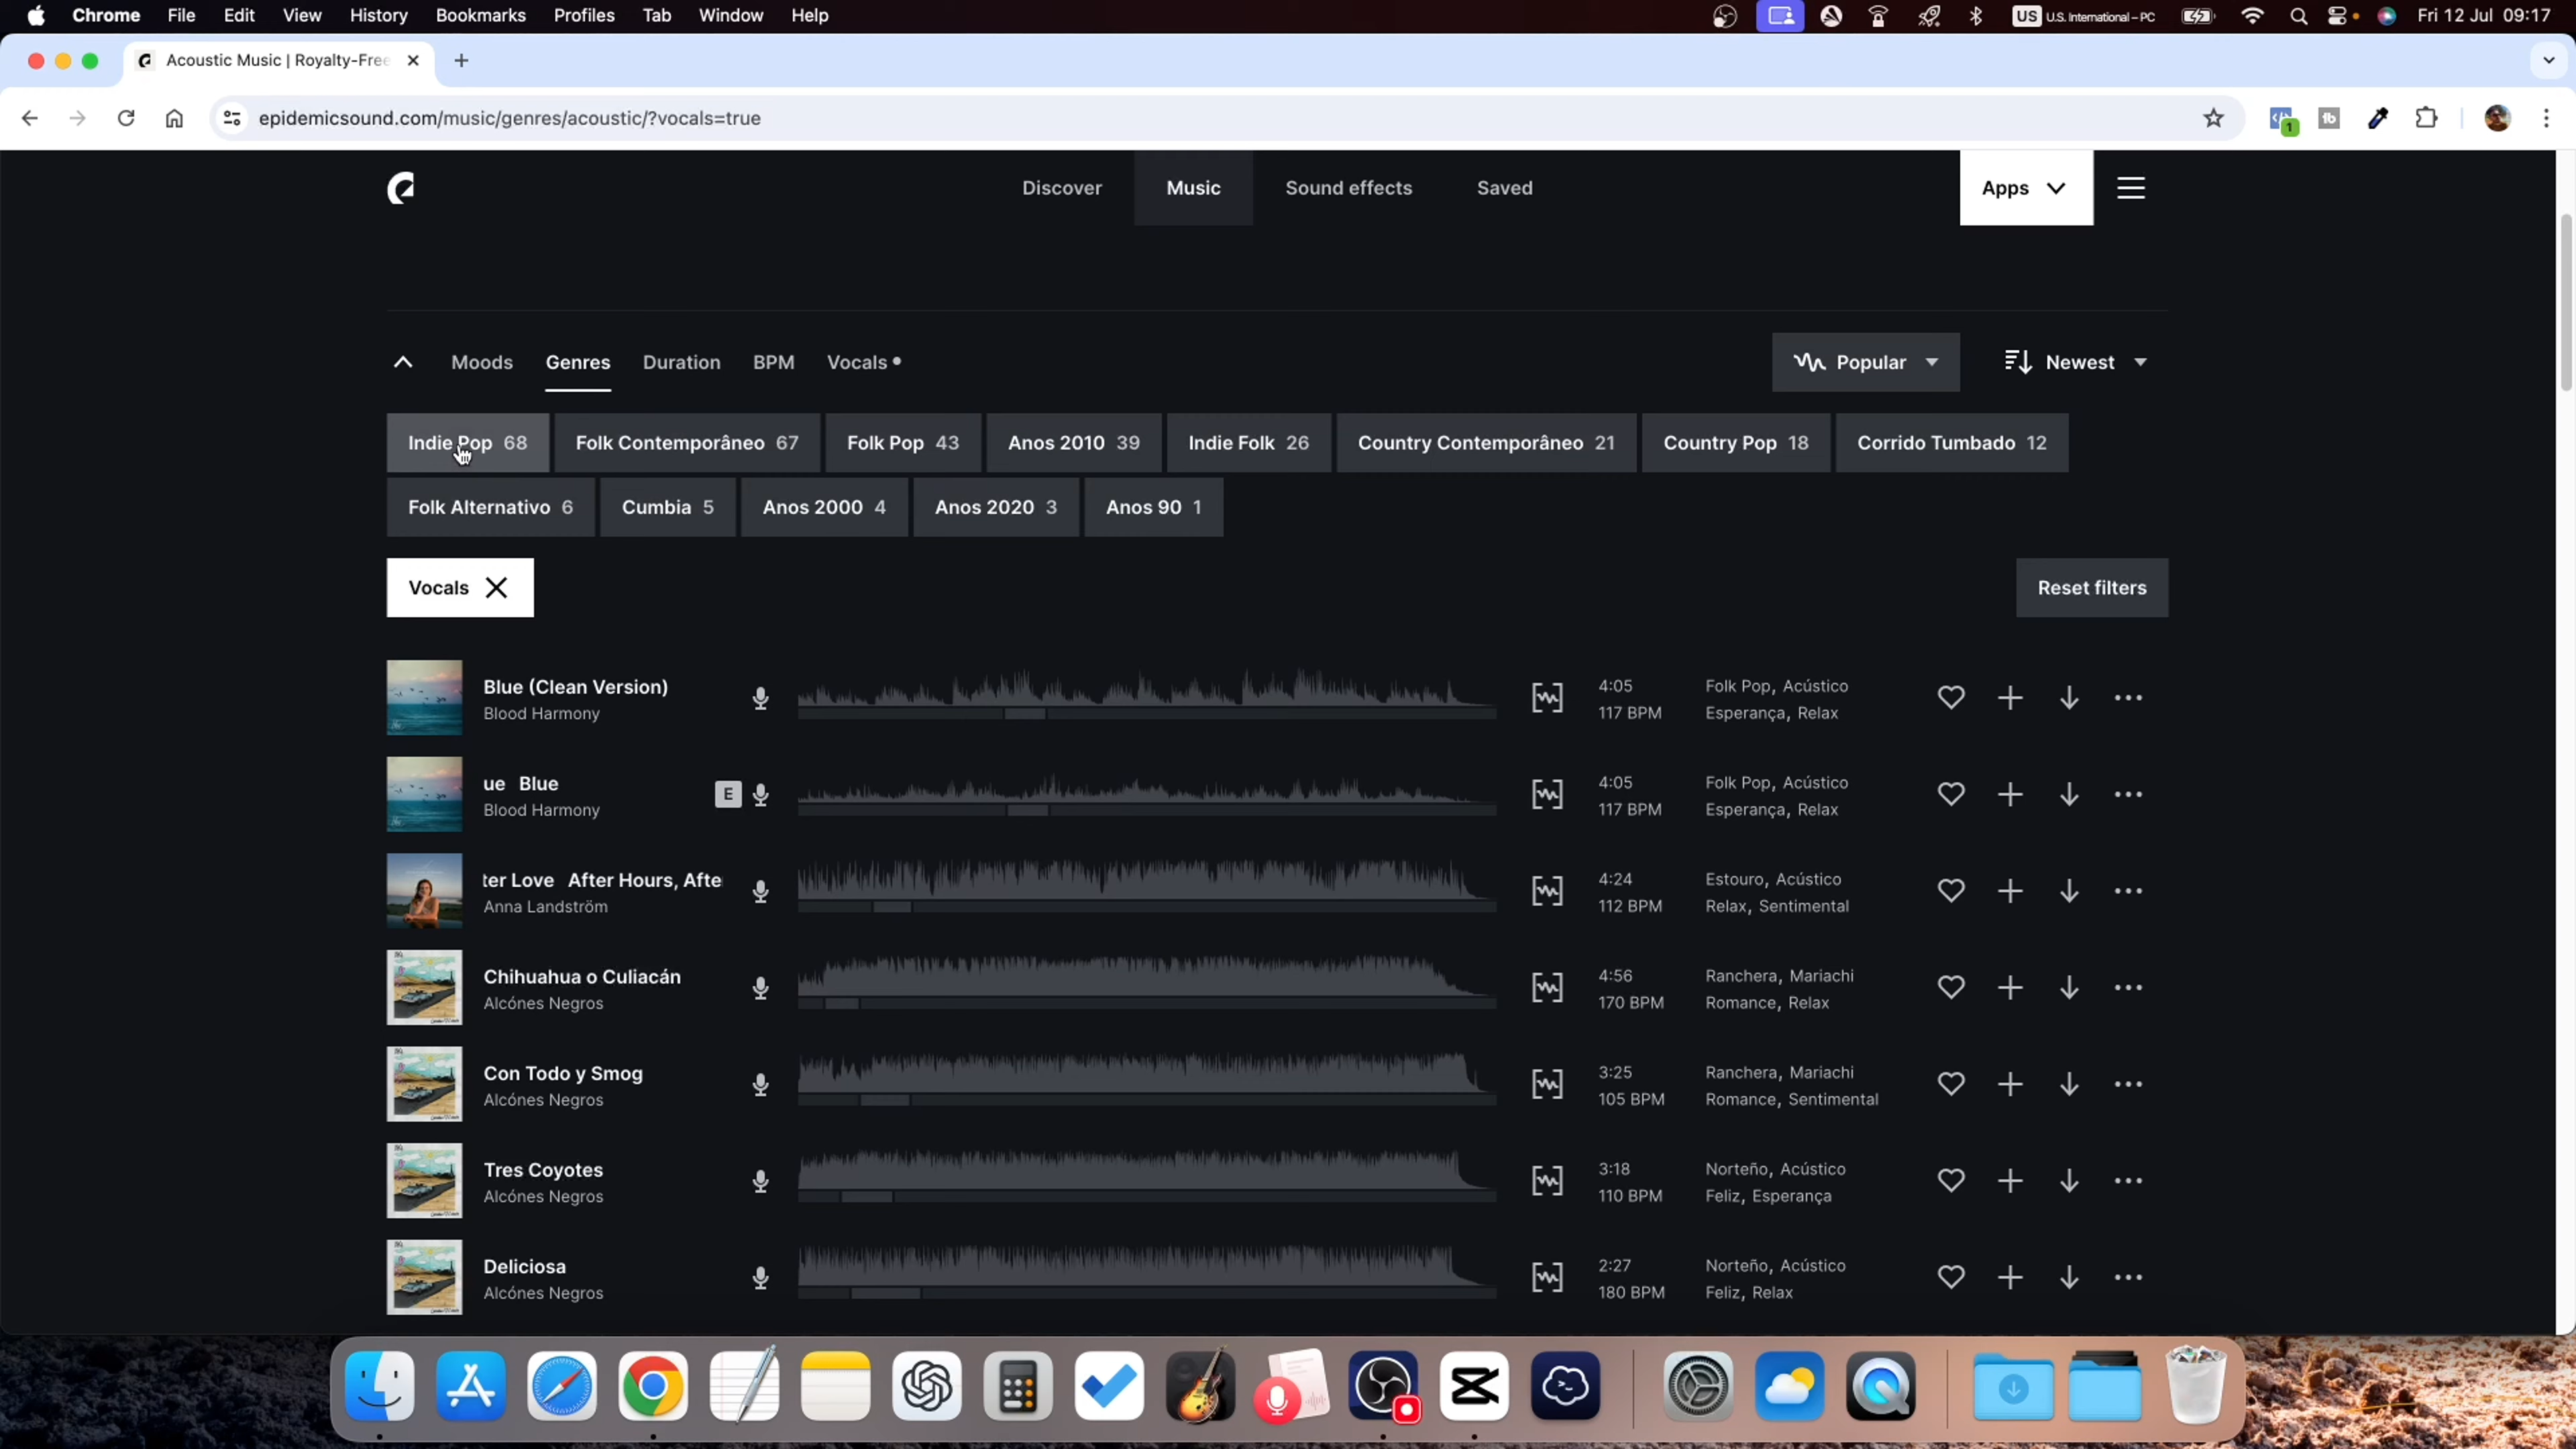 Chrome File Edit View History Bookmarks Profiles Tab Window Help US U.S. International – PC Fri 12 Jul 09:17
Acoustic Music | Royalty-Free
epidemicsound.com/music/genres/acoustic/?vocals=true 1
Discover Music Sound effects Saved Apps
Moods Genres Duration BPM Vocals Popular Newest
Indie Pop 68 Folk Contemporâneo 67 Folk Pop 43 Anos 2010 39 Indie Folk 26 Country Contemporâneo 21 Country Pop 18 Corrido Tumbado 12
Folk Alternativo 6 Cumbia 5 Anos 2000 4 Anos 2020 3 Anos 90 1
Vocals Reset filters
Blue (Clean Version) 4:05 Folk Pop, Acústico
Blood Harmony 117 BPM Esperança, Relax
ue Blue E 4:05 Folk Pop, Acústico
Blood Harmony 117 BPM Esperança, Relax
ter Love After Hours, Afte 4:24 Estouro, Acústico
Anna Landström 112 BPM Relax, Sentimental
Chihuahua o Culiacán 4:56 Ranchera, Mariachi
Alcónes Negros 170 BPM Romance, Relax
Con Todo y Smog 3:25 Ranchera, Mariachi
Alcónes Negros 105 BPM Romance, Sentimental
Tres Coyotes 3:18 Norteño, Acústico
Alcónes Negros 110 BPM Feliz, Esperança
Deliciosa 2:27 Norteño, Acústico
Alcónes Negros 180 BPM Feliz, Relax